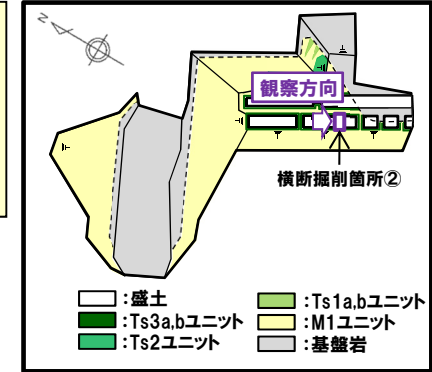 N
観察方向
横断掘削箇所②
:盛土
:Ts3a,bユニット
:Ts2ユニット
:Ts1a,bユニット
:M1ユニット
:基盤岩